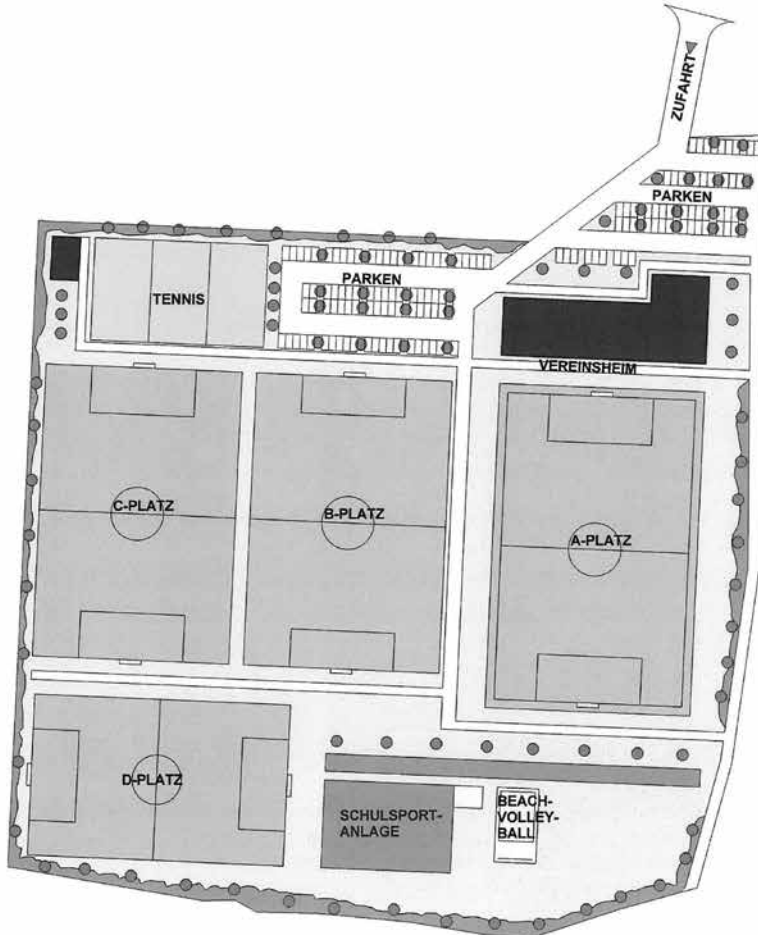 ZUFAHRT
PARKEN
PARKEN
TENNIS
VEREINSHEIM
C-PLATZ
B-PLATZ
A-PLATZ
D-PLATZ
SCHULSPORT-
ANLAGE
BEACH-
VOLLEY-
BALL